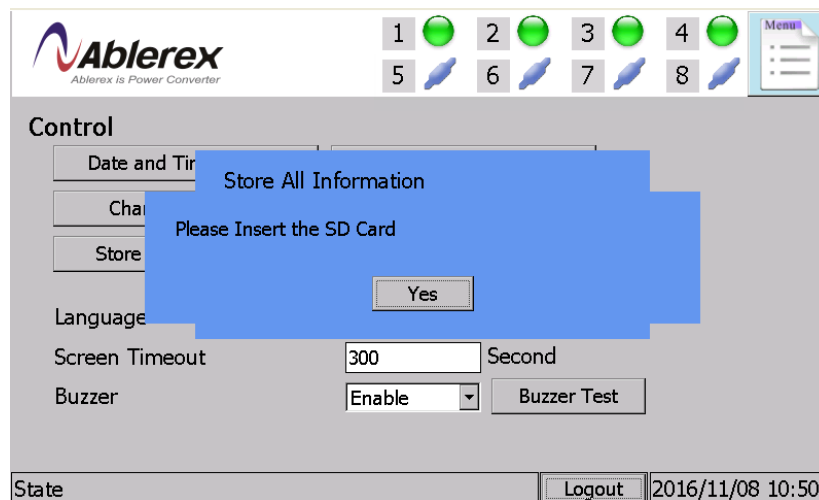 Ablerex
Ablerex is Power Converter
1 2 3 4
5 6 7 8
Menu
Control
Date and Tim
Store All Information
Char
Please Insert the SD Card
Store
Yes
Language
Screen Timeout 300 Second
Buzzer Enable Buzzer Test
State Logout 2016/11/08 10:50